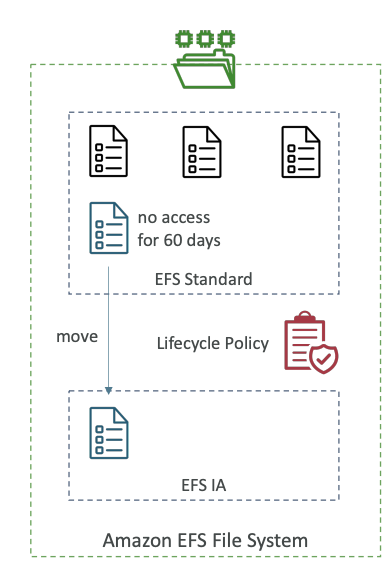 no access
for 60 days
EFS Standard
move
Lifecycle Policy
EFS IA
Amazon EFS File System